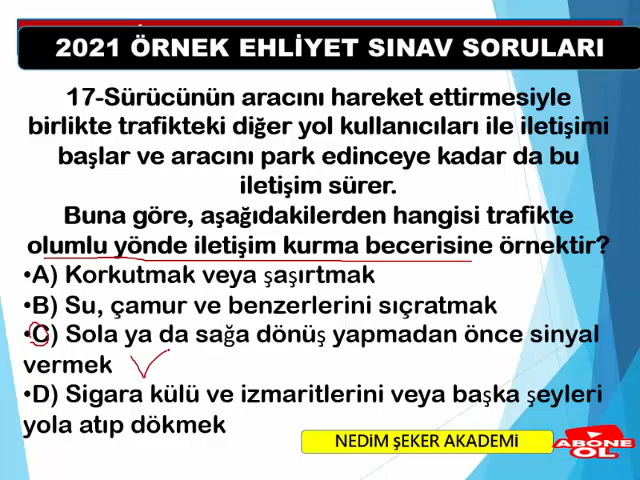 2021 ÖRNEK EHLİYET SINAV SORULARI
17-Sürücünün aracını hareket ettirmesiyle
birlikte trafikteki diğer yol kullanıcıları ile iletişimi
başlar ve aracını park edinceye kadar da bu
iletişim sürer.
Buna göre, aşağıdakilerden hangisi trafikte
olumlu yönde iletişim kurma becerisine örnektir?
•A) Korkutmak veya şaşırtmak
•B) Su, çamur ve benzerlerini sıçratmak
•C) Sola ya da sağa dönüş yapmadan önce sinyal
vermek
•D) Sigara külü ve izmaritlerini veya başka şeyleri
yola atıp dökmek
NEDİM ŞEKER AKADEMİ
ABONE
OL